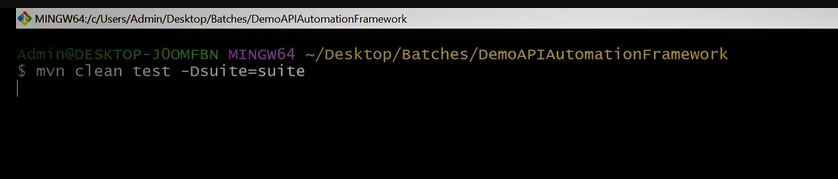 MINGW64:/c/Users/Admin/Desktop/Batches/DemoAPIAutomationFramework
Admin@DESKTOP-J0OMFBN MINGW64 ~/Desktop/Batches/DemoAPIAutomationFramework
$ mvn clean test -Dsuite=suite